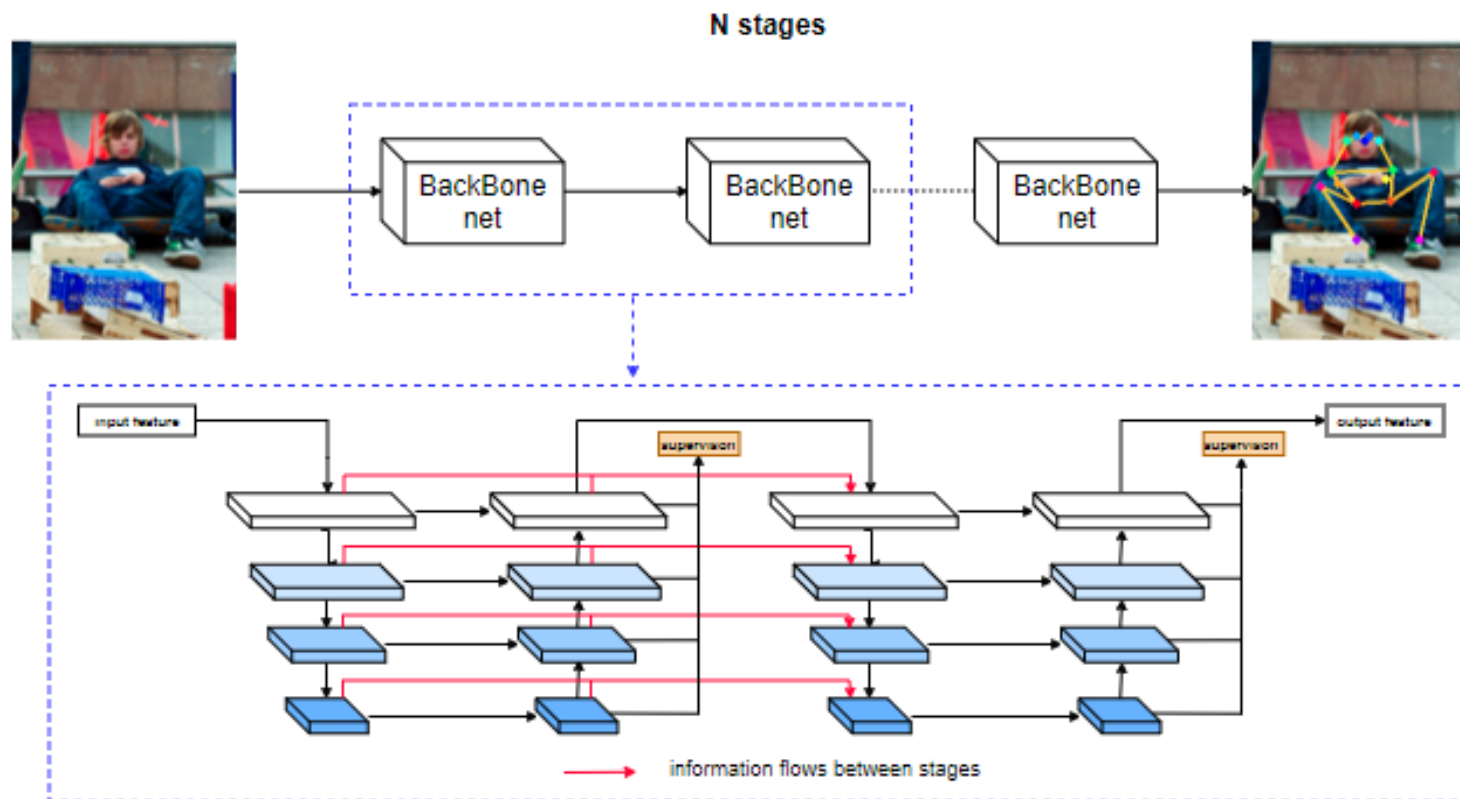 N stages
BackBone
net
BackBone
net
BackBone
net
input feature
supervision
supervision
output feature
information flows between stages